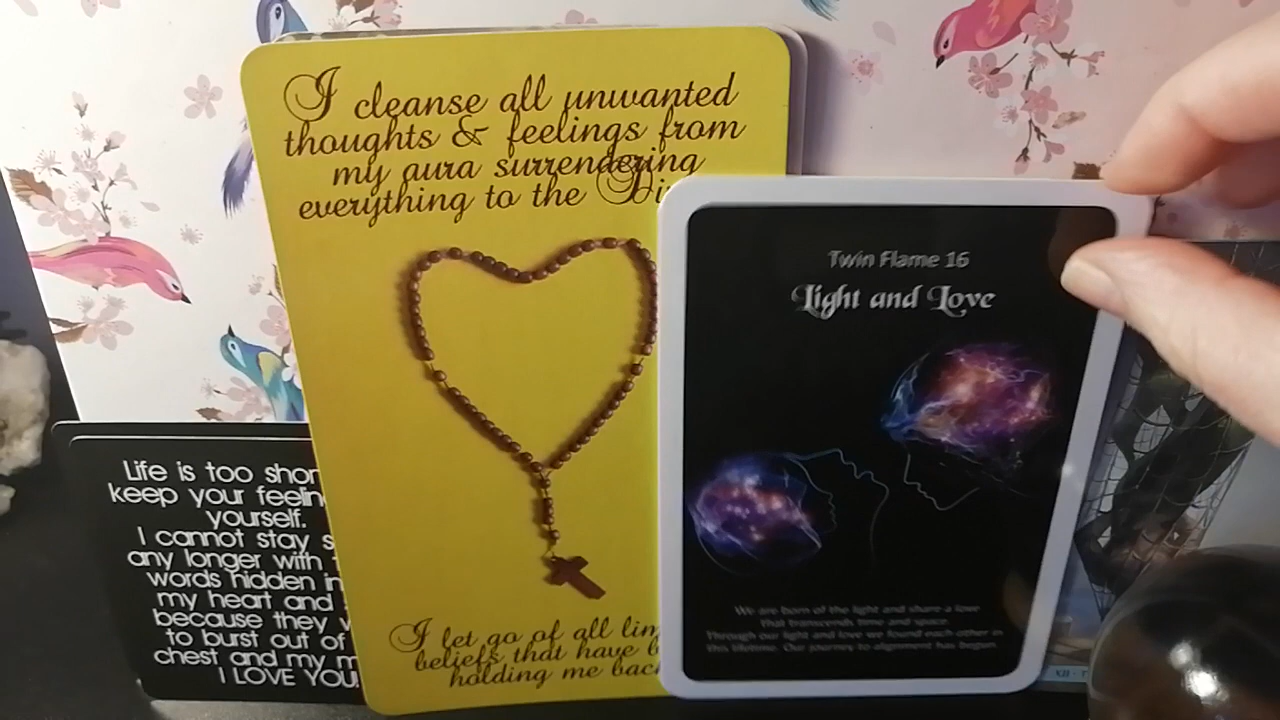 I cleanse all unwanted
thoughts & feelings from
my aura surrendering
everything to the
Twin Flame 16
Light and Love
We are born of the light and share a love
that transcends time and space.
Through our light and love we found each other in
this lifetime. Our journey to alignment has begun.
Life is too
keep your
yourself.
I cannot stay
any longer with
words hidden
my heart and
because they
to burst out of
chest and my
I LOVE YOU
I let go of all
beliefs that have
holding me
XII